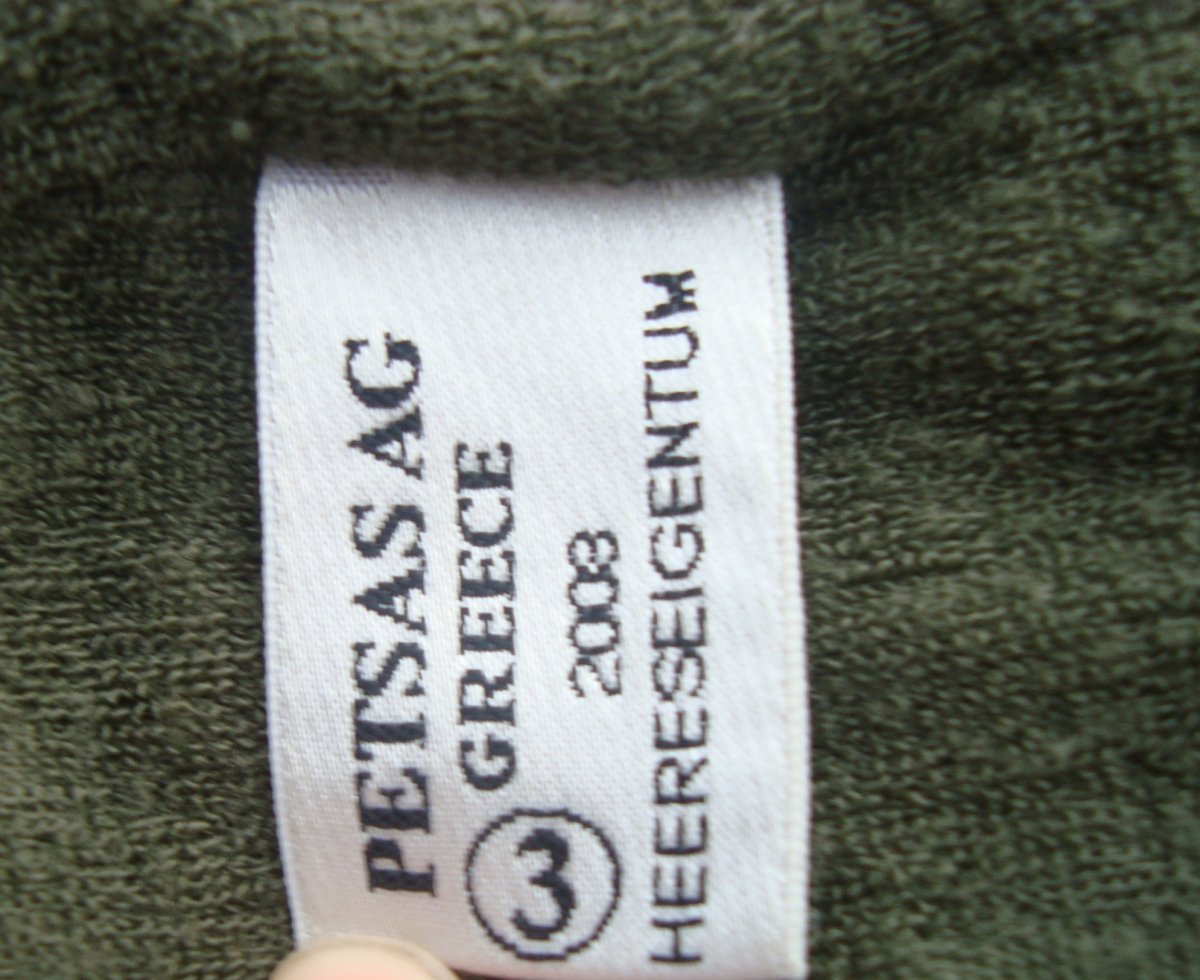 PETSAS AG
GREECE
3
2008
HEERESEIGENTUM